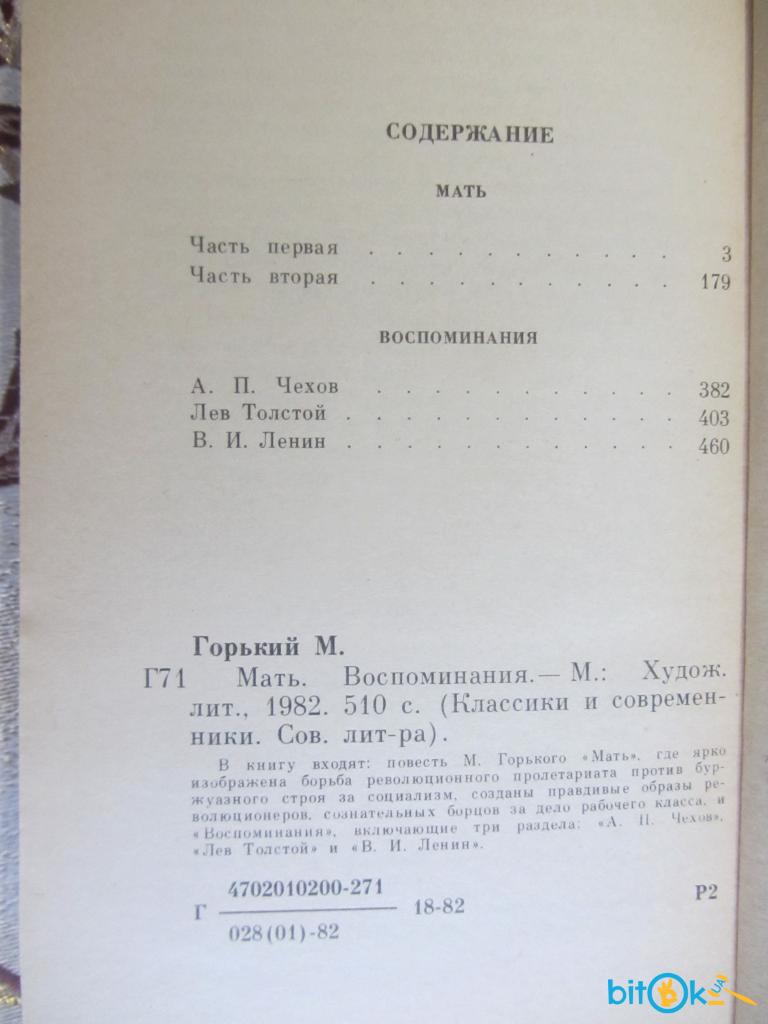 СОДЕРЖАНИЕ
МАТЬ
Часть первая . . . . . . . . . . . 3
Часть вторая . . . . . . . . . . . 179
ВОСПОМИНАНИЯ
А. П. Чехов . . . . . . . . . . . 382
Лев Толстой . . . . . . . . . . . . 403
В. И. Ленин . . . . . . . . . . . . 460
Горький М.
Г71 Мать. Воспоминания.— М.: Худож.
лит., 1982. 510 с. (Классики и современ-
ники. Сов. лит-ра).
В книгу входят: повесть М. Горького «Мать», где ярко
изображена борьба революционного пролетариата против бур-
жуазного строя за социализм, созданы правдивые образы ре-
волюционеров, сознательных борцов за дело рабочего класса, и
«Воспоминания», включающие три раздела: «А. П. Чехов»,
«Лев Толстой» и «В. И. Ленин».
Г 4702010200-271 18-82 Р2
028(01)-82
bitOk.UA